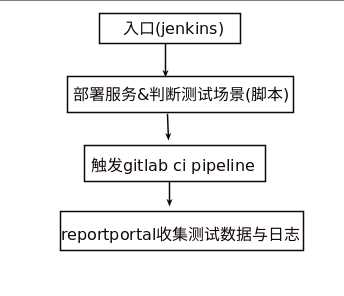 入口(jenkins)
部署服务&判断测试场景(脚本)
触发gitlab ci pipeline
reportportal收集测试数据与日志